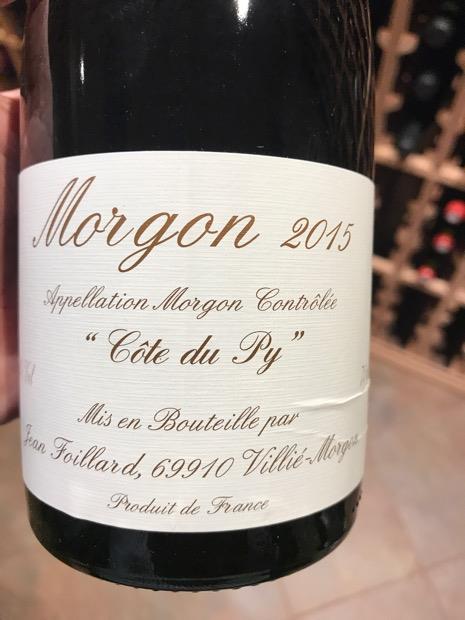 Morgon 2015
Appellation Morgon Contrôlée
"Côte du Py"
Mis en Bouteille par
Jean Foillard, 69910 Villié-Morgon
Produit de France